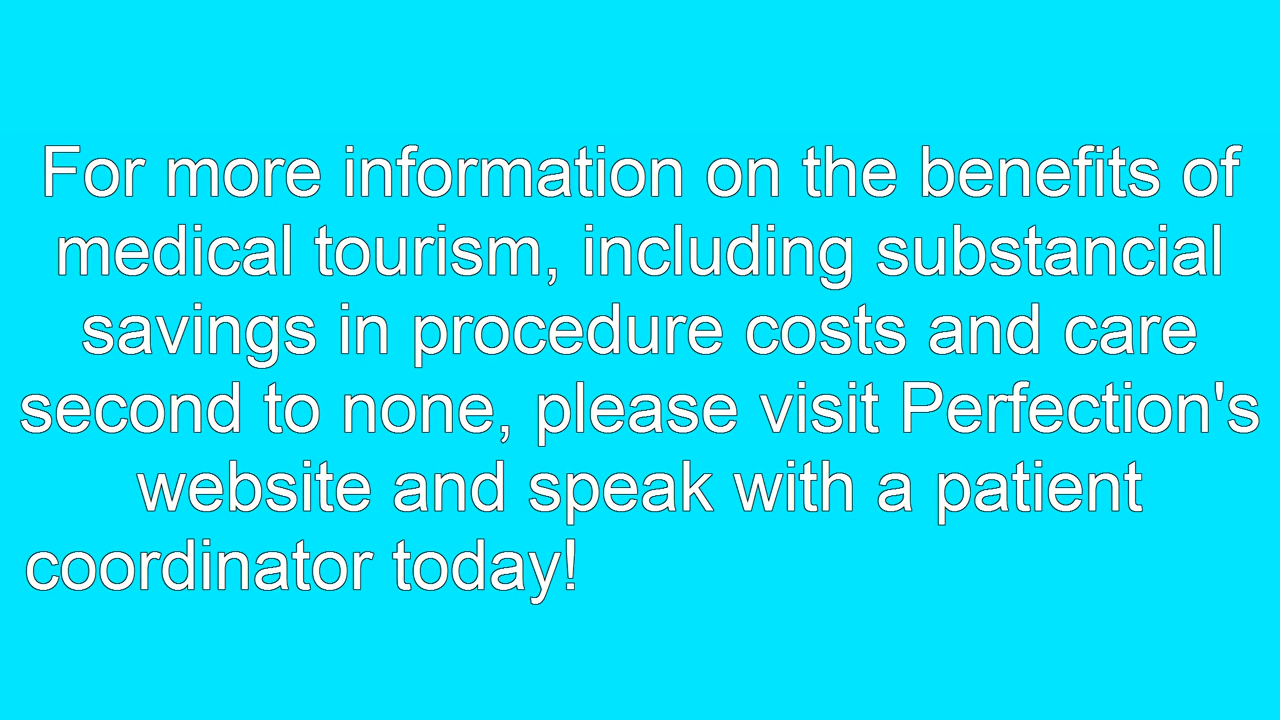 For more information on the benefits of
medical tourism, including substancial
savings in procedure costs and care
second to none, please visit Perfection's
website and speak with a patient
coordinator today!